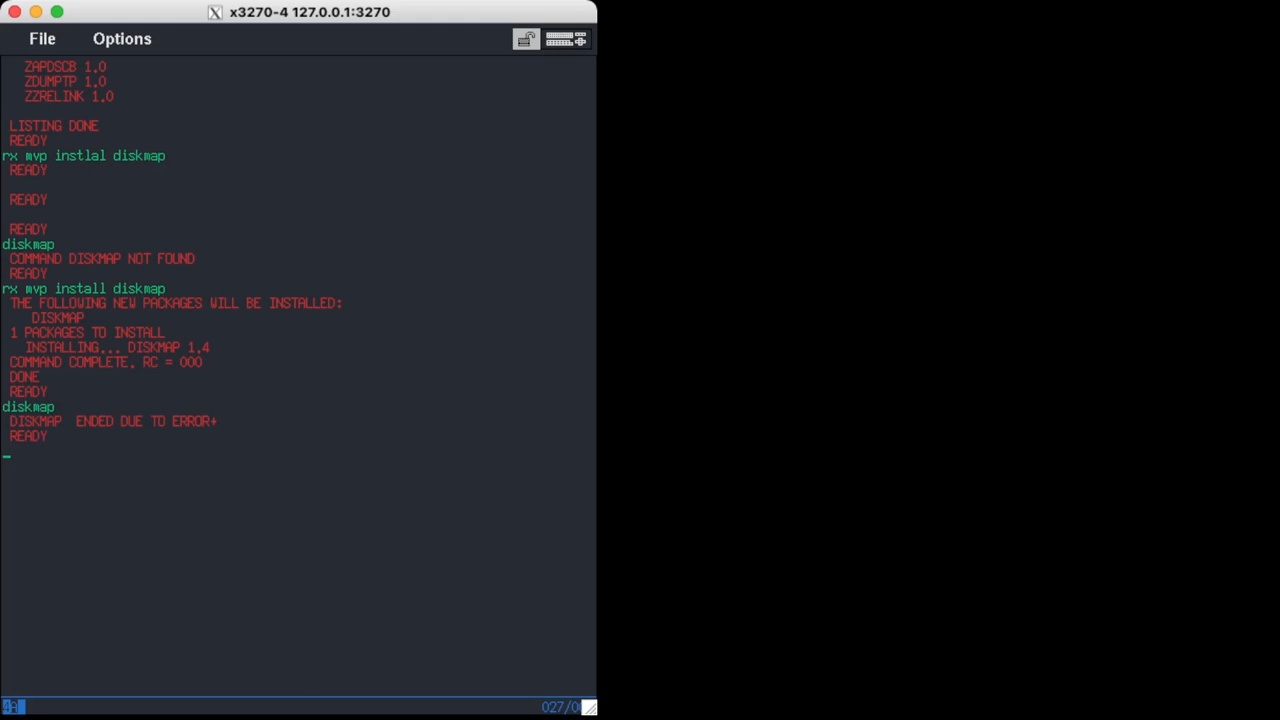 x3270-4 127.0.0.1:3270
File Options
ZAPDSCB 1.0
ZDUMPTP 1.0
ZZRELINK 1.0
LISTING DONE
READY
rx mvp instlal diskmap
READY
READY
READY
diskmap
COMMAND DISKMAP NOT FOUND
READY
rx mvp install diskmap
THE FOLLOWING NEW PACKAGES WILL BE INSTALLED:
DISKMAP
1 PACKAGES TO INSTALL
INSTALLING... DISKMAP 1.4
COMMAND COMPLETE. RC = 000
DONE
READY
diskmap
DISKMAP  ENDED DUE TO ERROR+
READY
4A
027/0